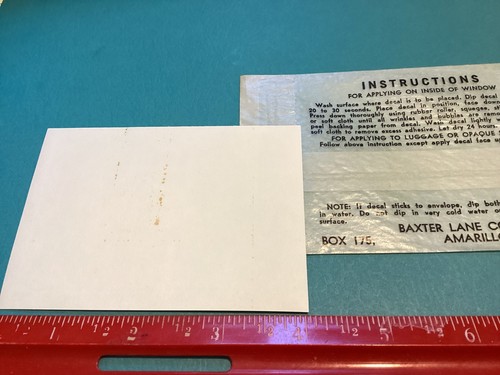 INSTRUCTIONS
FOR APPLYING ON INSIDE OF WINDOW
Wash surface where decal is to be placed. Dip decal
20 to 30 seconds. Place decal in position, face dow
Press down thoroughly using rubber roller, squegee,
or soft cloth until all wrinkles and bubbles are remo
peel backing paper from decal. Wash decal lightly w
soft cloth to remove excess adhesive. Let dry 24 hours.
FOR APPLYING TO LUGGAGE OR OPAQUE
Follow above instruction except apply decal face u
NOTE: If decal sticks to envelope, dip both
in water. Do not dip in very cold water o
surface.
BAXTER LANE CO
BOX 175, AMARILLO
1 2 3 4 5 6